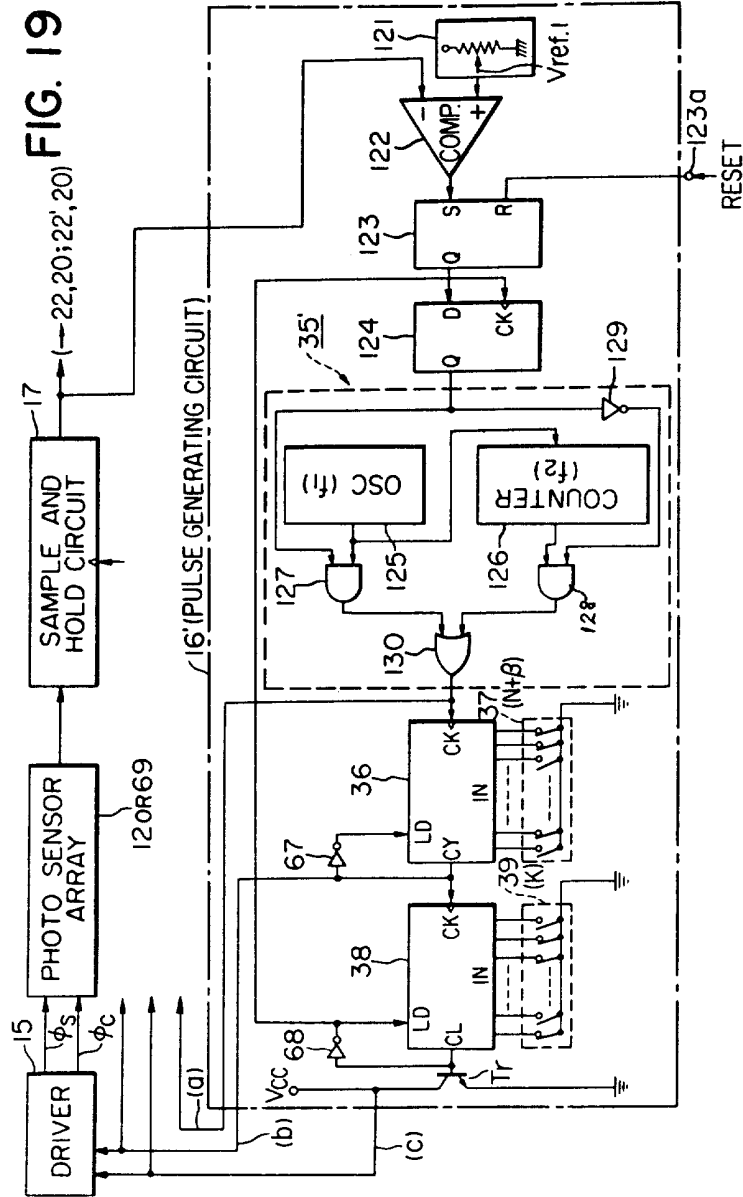 FIG. 19
15
DRIVER
φS
φC
PHOTO SENSOR
ARRAY
12OR69
17
SAMPLE AND
HOLD CIRCUIT
(→22,20;22',20)
16'(PULSE GENERATING CIRCUIT)
(a)
(b)
(c)
VCC
Tr
68
38
LD
CL
CK
IN
39
(K)
67
36
LD
CY
CK
IN
37
(N+β)
130
127
128
OSC (f1)
125
COUNTER
(f2)
126
129
35'
124
Q
D
CK
123
Q
S
R
122
COMP.
-
+
121
Vref.1
123a
RESET